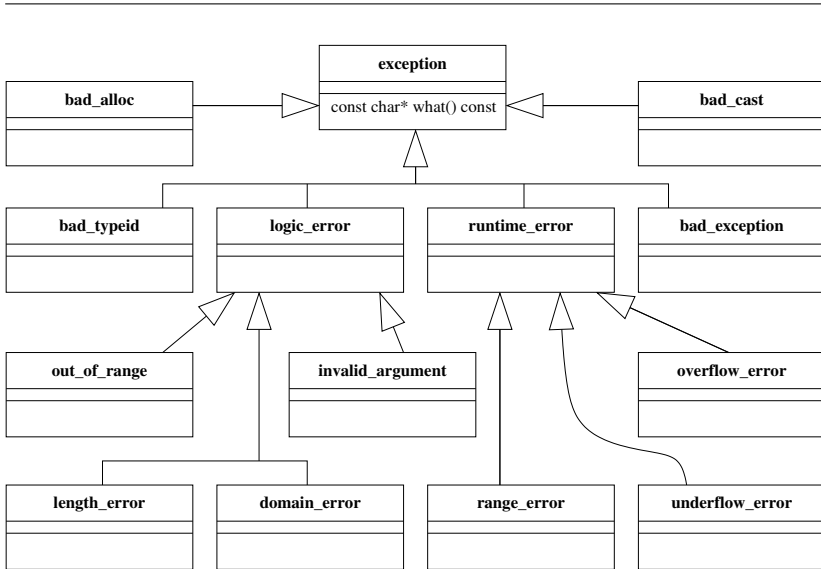 exception
bad_alloc
const char* what() const
bad_cast
bad_typeid
logic_error
runtime_error
bad_exception
out_of_range
invalid_argument
overflow_error
length_error
domain_error
range_error
underflow_error